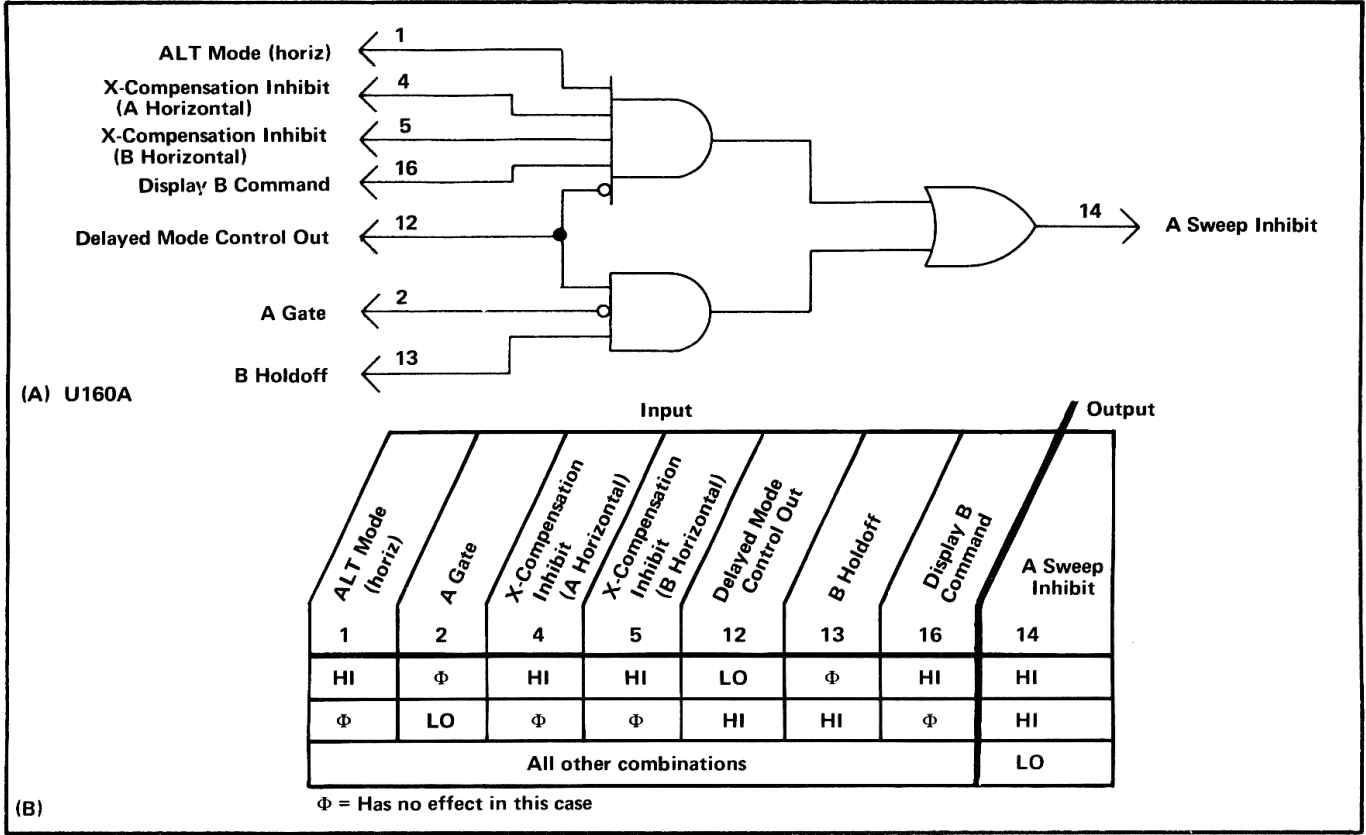 ALT Mode (horiz)
1
X-Compensation Inhibit
(A Horizontal)
4
X-Compensation Inhibit
(B Horizontal)
5
Display B Command
16
Delayed Mode Control Out
12
14
A Sweep Inhibit
A Gate
2
B Holdoff
13
(A) U160A
Input
Output
ALT Mode
(horiz)
A Gate
X-Compensation
Inhibit
(A Horizontal)
X-Compensation
Inhibit
(B Horizontal)
Delayed Mode
Control Out
B Holdoff
Display B
Command
A Sweep
Inhibit
1 2 4 5 12 13 16 14
HI Φ HI HI LO Φ HI HI
Φ LO Φ Φ HI HI Φ HI
All other combinations LO
Φ = Has no effect in this case
(B)